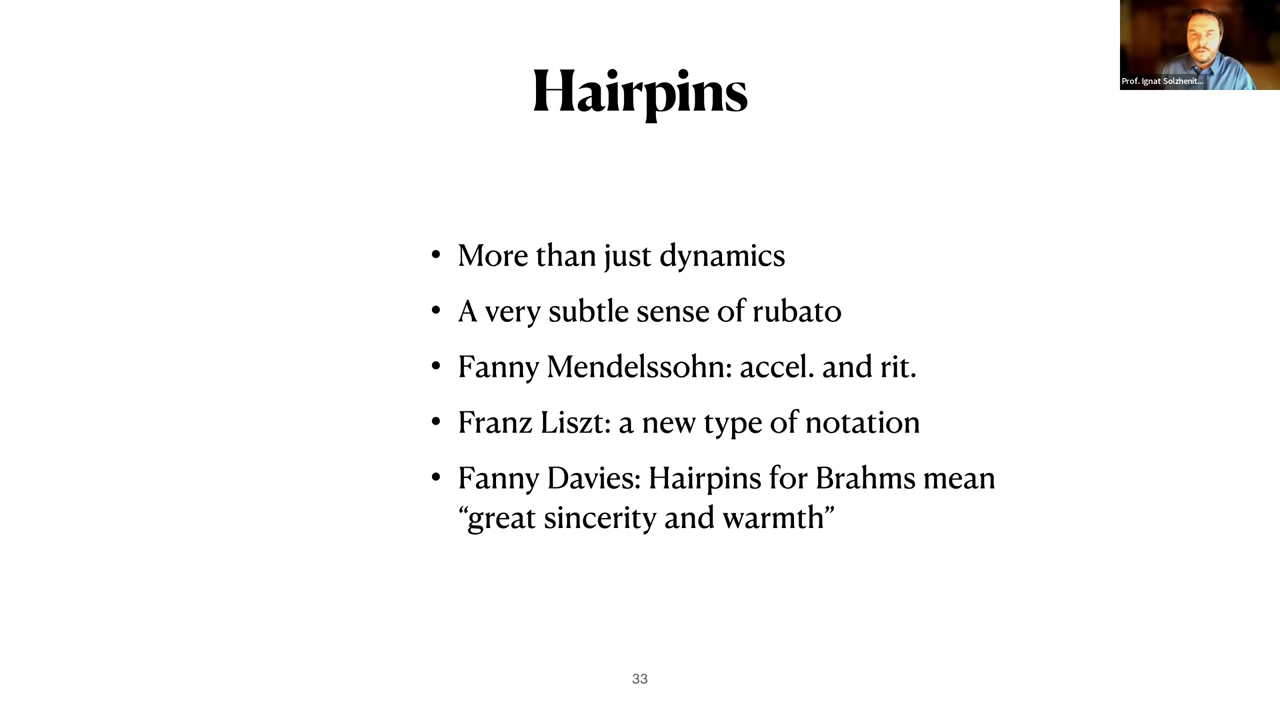 Prof. Ignat Solzhenit...
Hairpins
• More than just dynamics
• A very subtle sense of rubato
• Fanny Mendelssohn: accel. and rit.
• Franz Liszt: a new type of notation
• Fanny Davies: Hairpins for Brahms mean
“great sincerity and warmth”
33